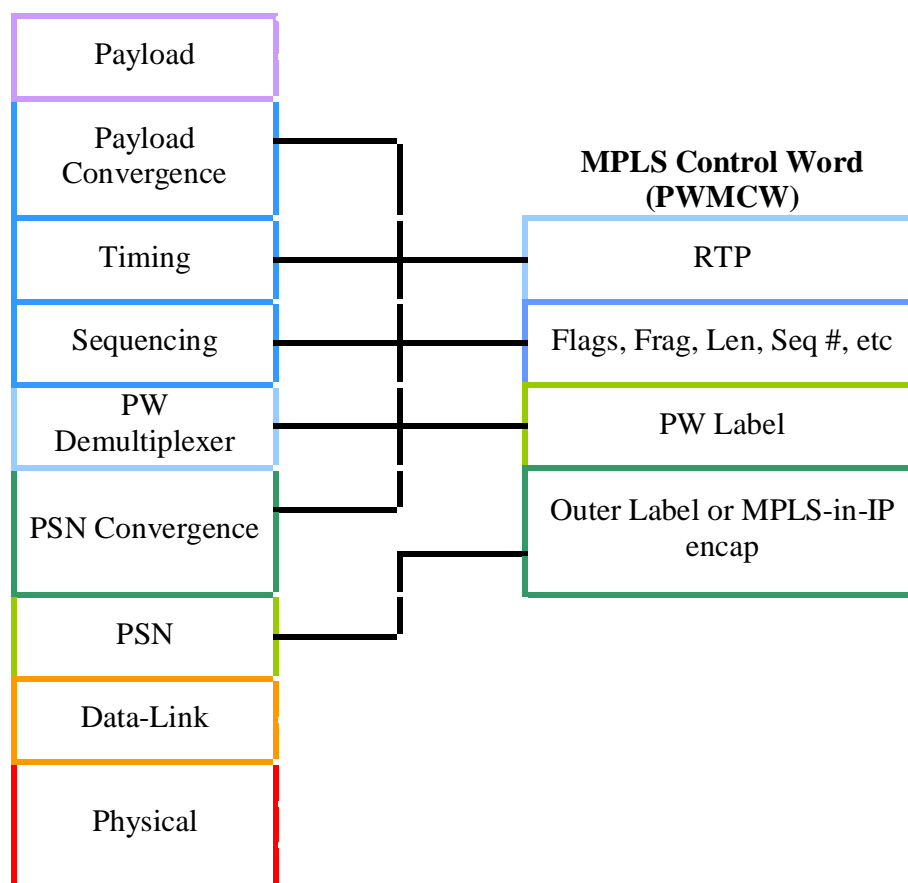 Payload
Payload
Convergence
Timing
Sequencing
PW
Demultiplexer
PSN Convergence
PSN
Data-Link
Physical
MPLS Control Word
(PWMCW)
RTP
Flags, Frag, Len, Seq #, etc
PW Label
Outer Label or MPLS-in-IP
encap